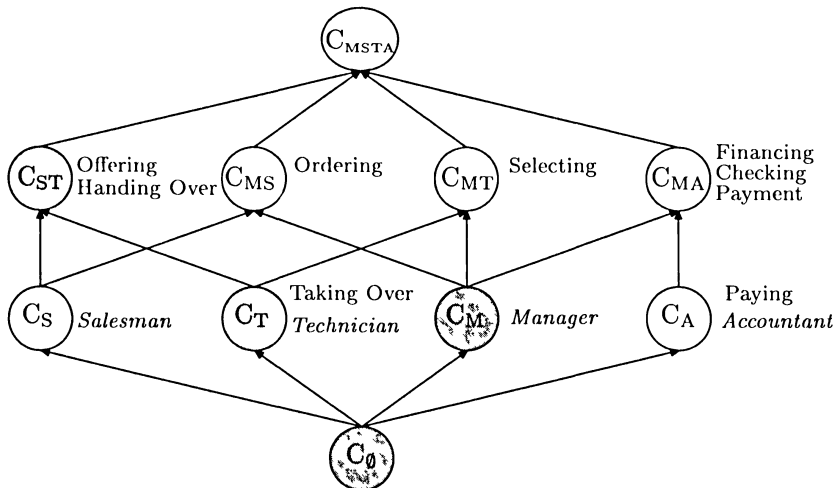 C_MSTA
C_ST Offering
Handing Over
C_MS Ordering
C_MT Selecting
C_MA Financing
Checking
Payment
C_S Salesman
C_T Taking Over
Technician
C_M Manager
C_A Paying
Accountant
C_∅